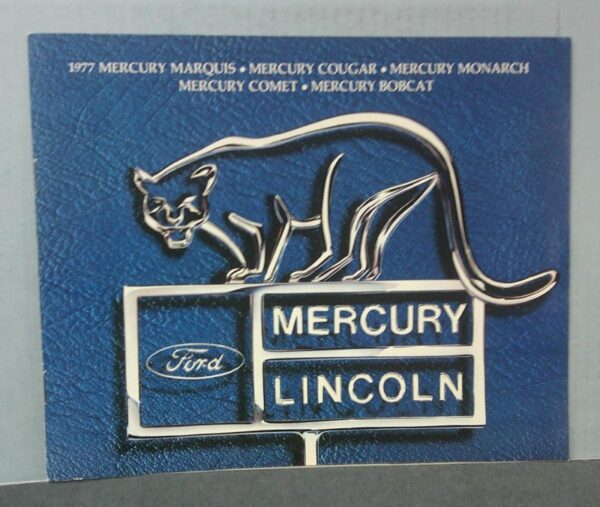 1977 MERCURY MARQUIS • MERCURY COUGAR • MERCURY MONARCH
MERCURY COMET • MERCURY BOBCAT
MERCURY
Ford
LINCOLN